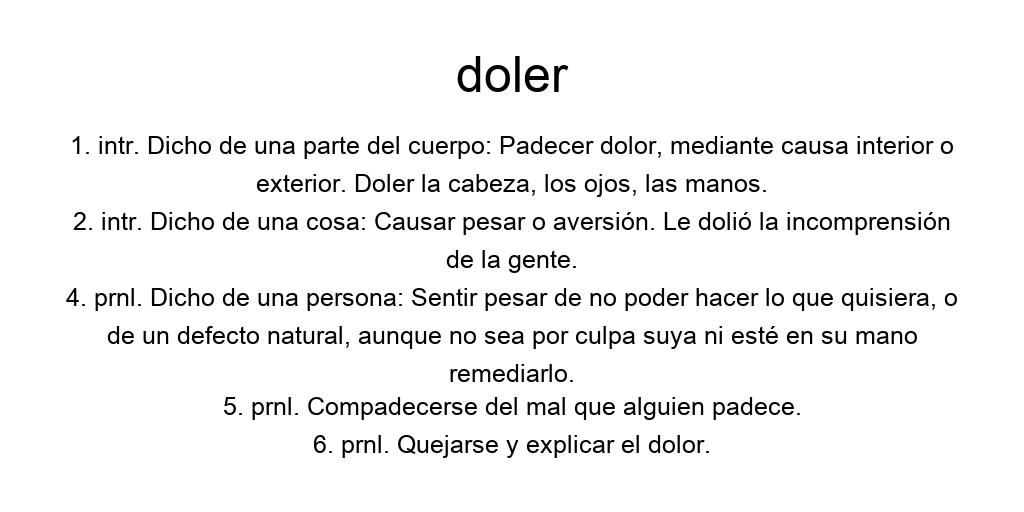 doler
1. intr. Dicho de una parte del cuerpo: Padecer dolor, mediante causa interior o
exterior. Doler la cabeza, los ojos, las manos.
2. intr. Dicho de una cosa: Causar pesar o aversión. Le dolió la incomprensión
de la gente.
4. prnl. Dicho de una persona: Sentir pesar de no poder hacer lo que quisiera, o
de un defecto natural, aunque no sea por culpa suya ni esté en su mano
remediarlo.
5. prnl. Compadecerse del mal que alguien padece.
6. prnl. Quejarse y explicar el dolor.